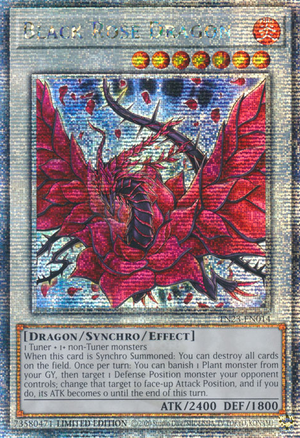 BLACK ROSE DRAGON
TN23-EN014
[DRAGON/SYNCHRO/EFFECT]
1 Tuner + 1+ non-Tuner monsters
When this card is Synchro Summoned: You can destroy all cards
on the field. Once per turn: You can banish 1 Plant monster from
your GY, then target 1 Defense Position monster your opponent
controls; change that target to face-up Attack Position, and if you
do, its ATK becomes 0 until the end of this turn.
ATK/2400 DEF/1800
73580471 LIMITED EDITION